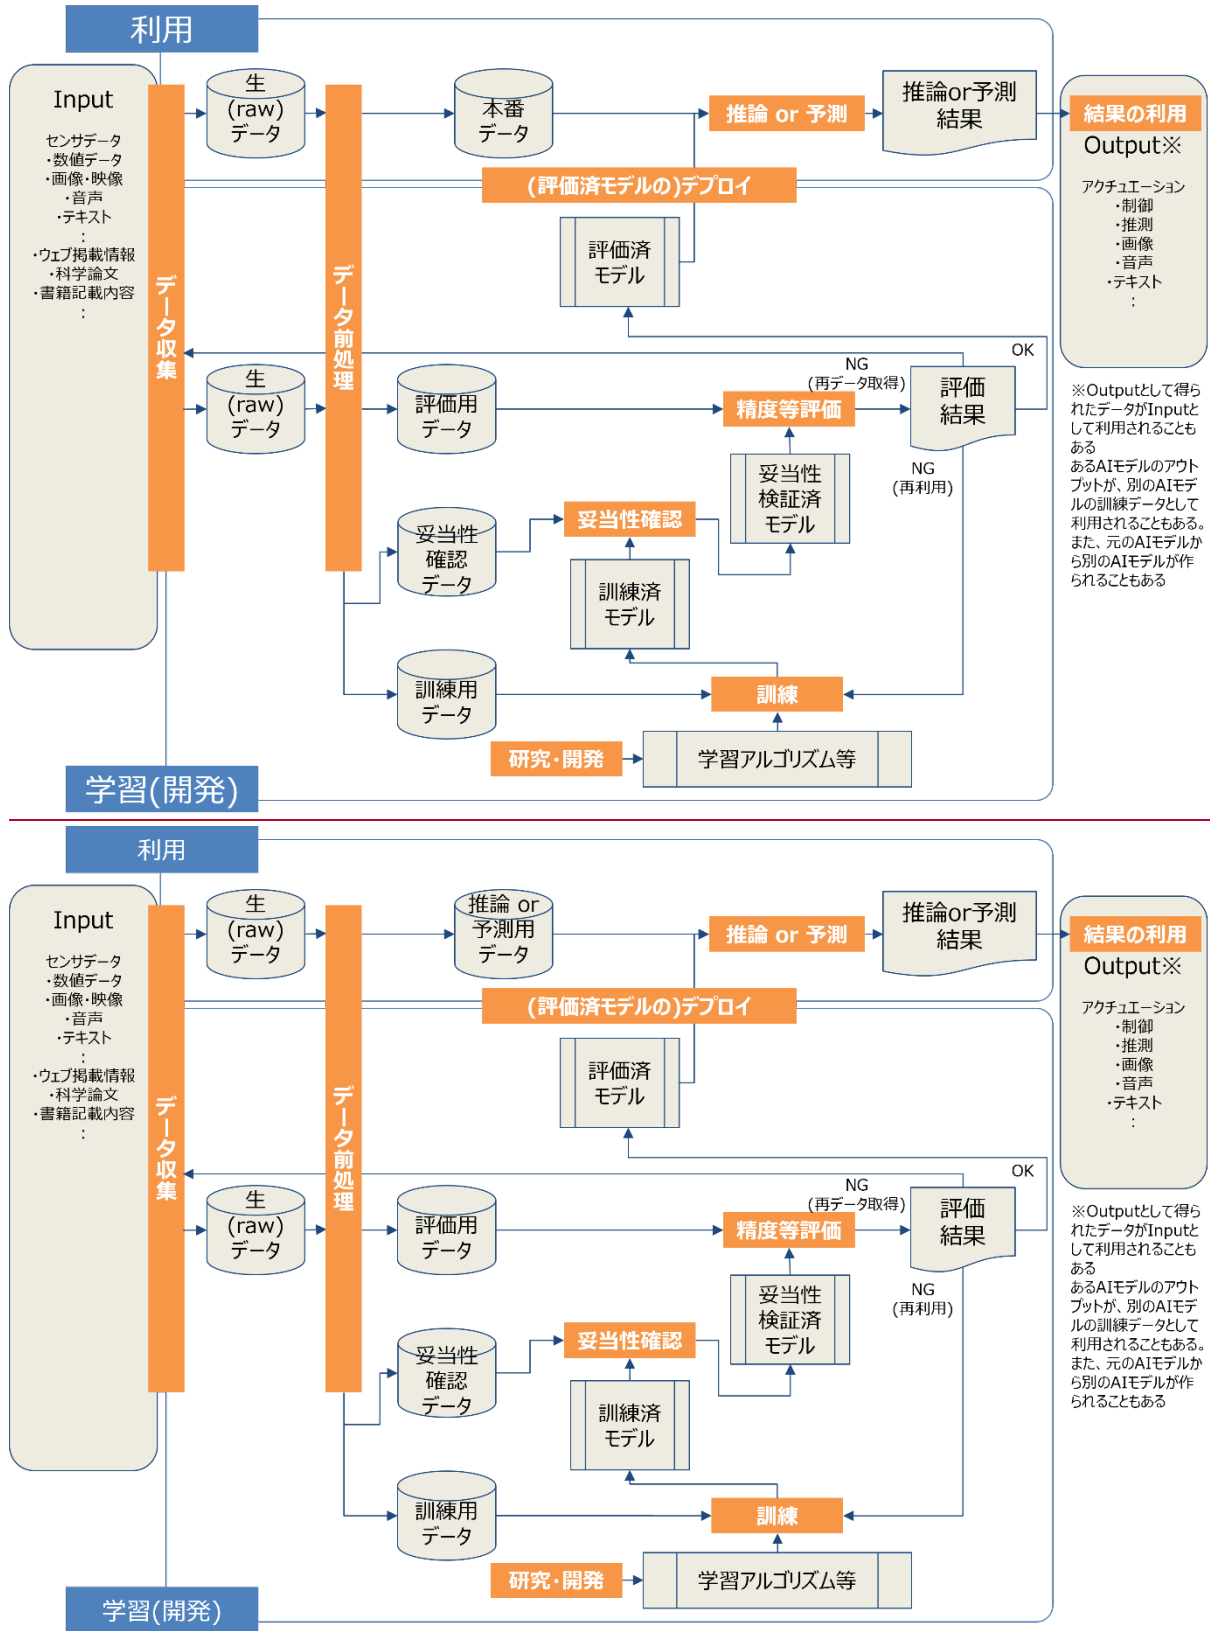 利用
Input
センサデータ
・数値データ
・画像・映像
・音声
・テキスト
:
・ウェブ掲載情報
・科学論文
・書籍記載内容
:
データ収集
生
(raw)
データ
データ前処理
本番
データ
推論 or 予測
推論or予測
結果
結果の利用
Output※
アクチュエーション
・制御
・推測
・画像
・音声
・テキスト
:
(評価済モデルの)デプロイ
評価済
モデル
OK
NG
(再データ取得)
生
(raw)
データ
評価用
データ
精度等評価
評価
結果
NG
(再利用)
妥当性
検証済
モデル
妥当性確認
妥当性
確認
データ
訓練済
モデル
訓練用
データ
訓練
研究・開発
学習アルゴリズム等
学習(開発)
※Outputとして得ら
れたデータがInputと
して利用されることも
ある
あるAIモデルのアウト
プットが、別のAIモデ
ルの訓練データとして
利用されることもある。
また、元のAIモデルか
ら別のAIモデルが作
られることもある
利用
Input
センサデータ
・数値データ
・画像・映像
・音声
・テキスト
:
・ウェブ掲載情報
・科学論文
・書籍記載内容
:
データ収集
生
(raw)
データ
データ前処理
推論 or
予測用
データ
推論 or 予測
推論or予測
結果
結果の利用
Output※
アクチュエーション
・制御
・推測
・画像
・音声
・テキスト
:
(評価済モデルの)デプロイ
評価済
モデル
OK
NG
(再データ取得)
生
(raw)
データ
評価用
データ
精度等評価
評価
結果
NG
(再利用)
妥当性
検証済
モデル
妥当性確認
妥当性
確認
データ
訓練済
モデル
訓練用
データ
訓練
研究・開発
学習アルゴリズム等
学習(開発)
※Outputとして得ら
れたデータがInputと
して利用されることも
ある
あるAIモデルのアウト
プットが、別のAIモデ
ルの訓練データとして
利用されることもある。
また、元のAIモデルか
ら別のAIモデルが作
られることもある